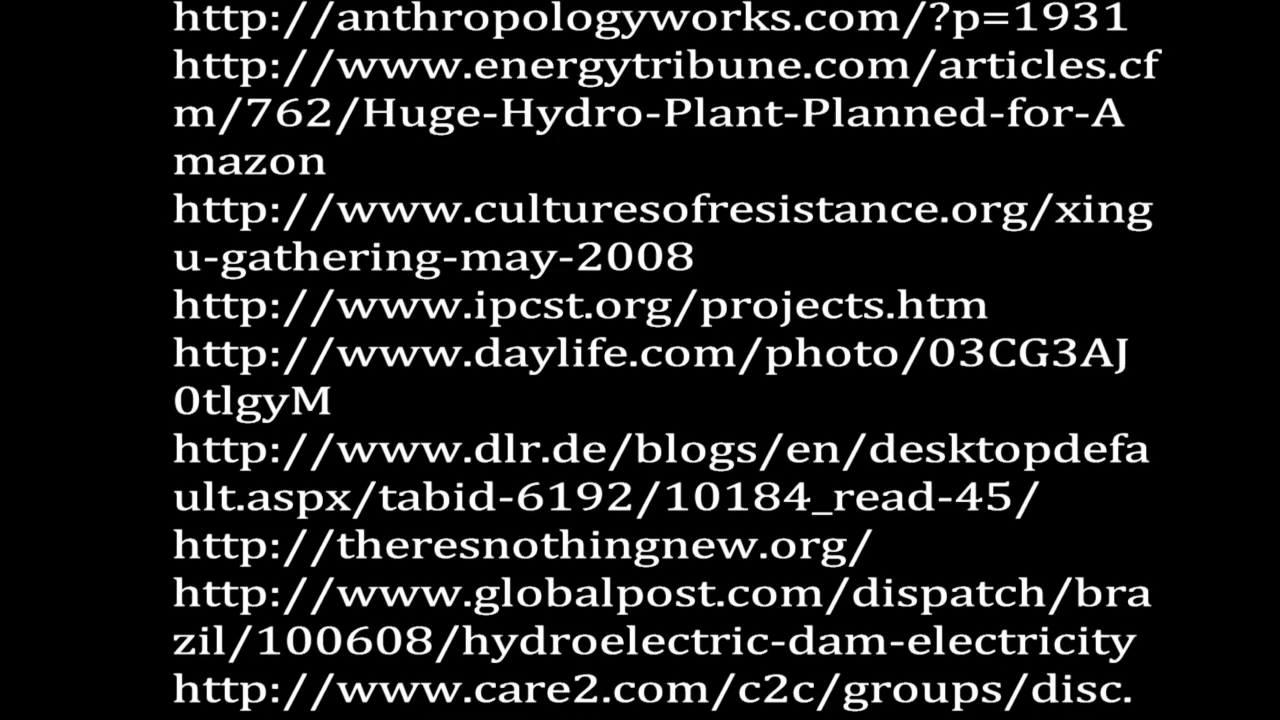 http://anthropologyworks.com/?p=1931
http://www.energytribune.com/articles.cf
m/762/Huge-Hydro-Plant-Planned-for-A
mazon
http://www.culturesofresistance.org/xing
u-gathering-may-2008
http://www.ipcst.org/projects.htm
http://www.daylife.com/photo/03CG3AJ
0tlgyM
http://www.dlr.de/blogs/en/desktopdefa
ult.aspx/tabid-6192/10184_read-45/
http://theresnothingnew.org/
http://www.globalpost.com/dispatch/bra
zil/100608/hydroelectric-dam-electricity
http://www.care2.com/c2c/groups/disc.